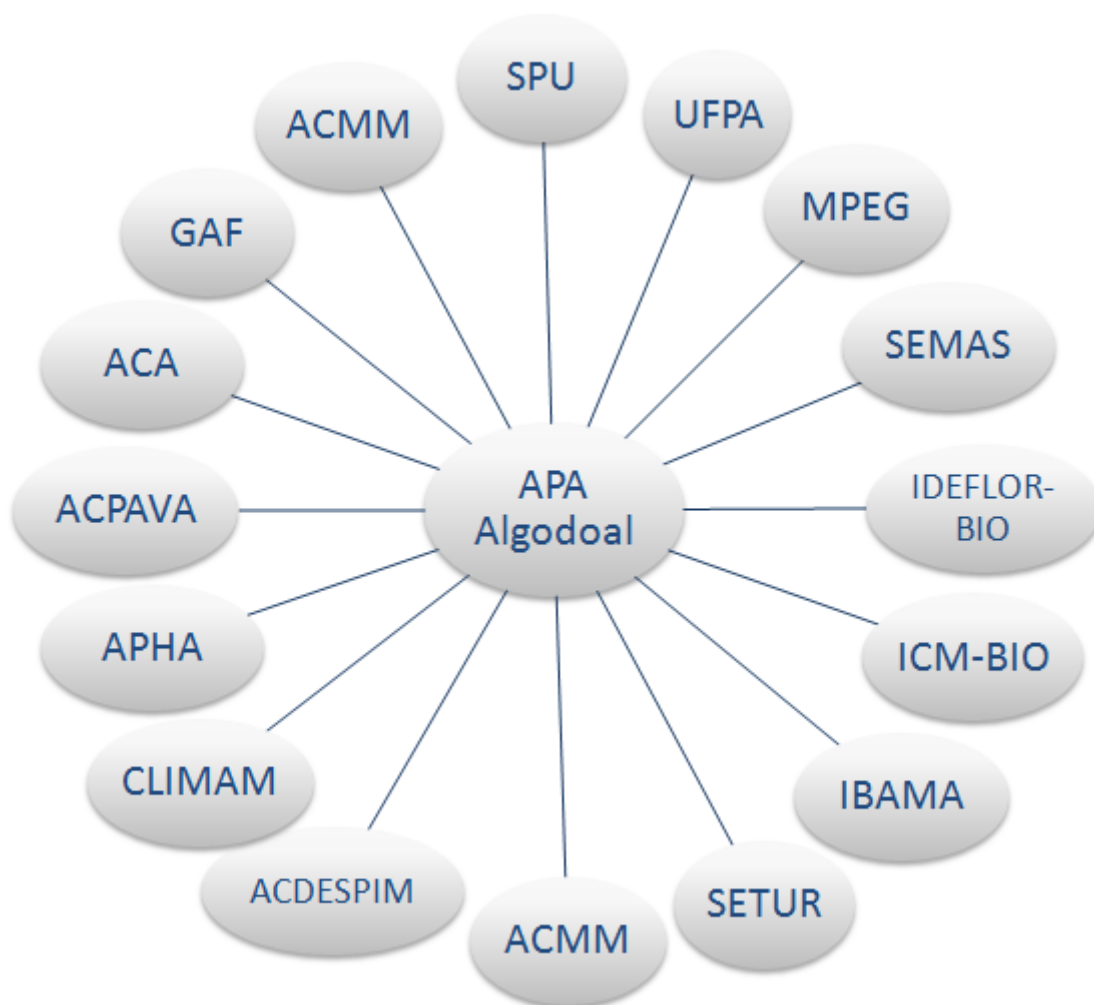 SPU
UFPA
ACMM
MPEG
GAF
SEMAS
ACA
APA
Algodoal
ACPAVA
IDEFLOR-
BIO
APHA
ICM-BIO
CLIMAM
IBAMA
ACDESPIM
SETUR
ACMM